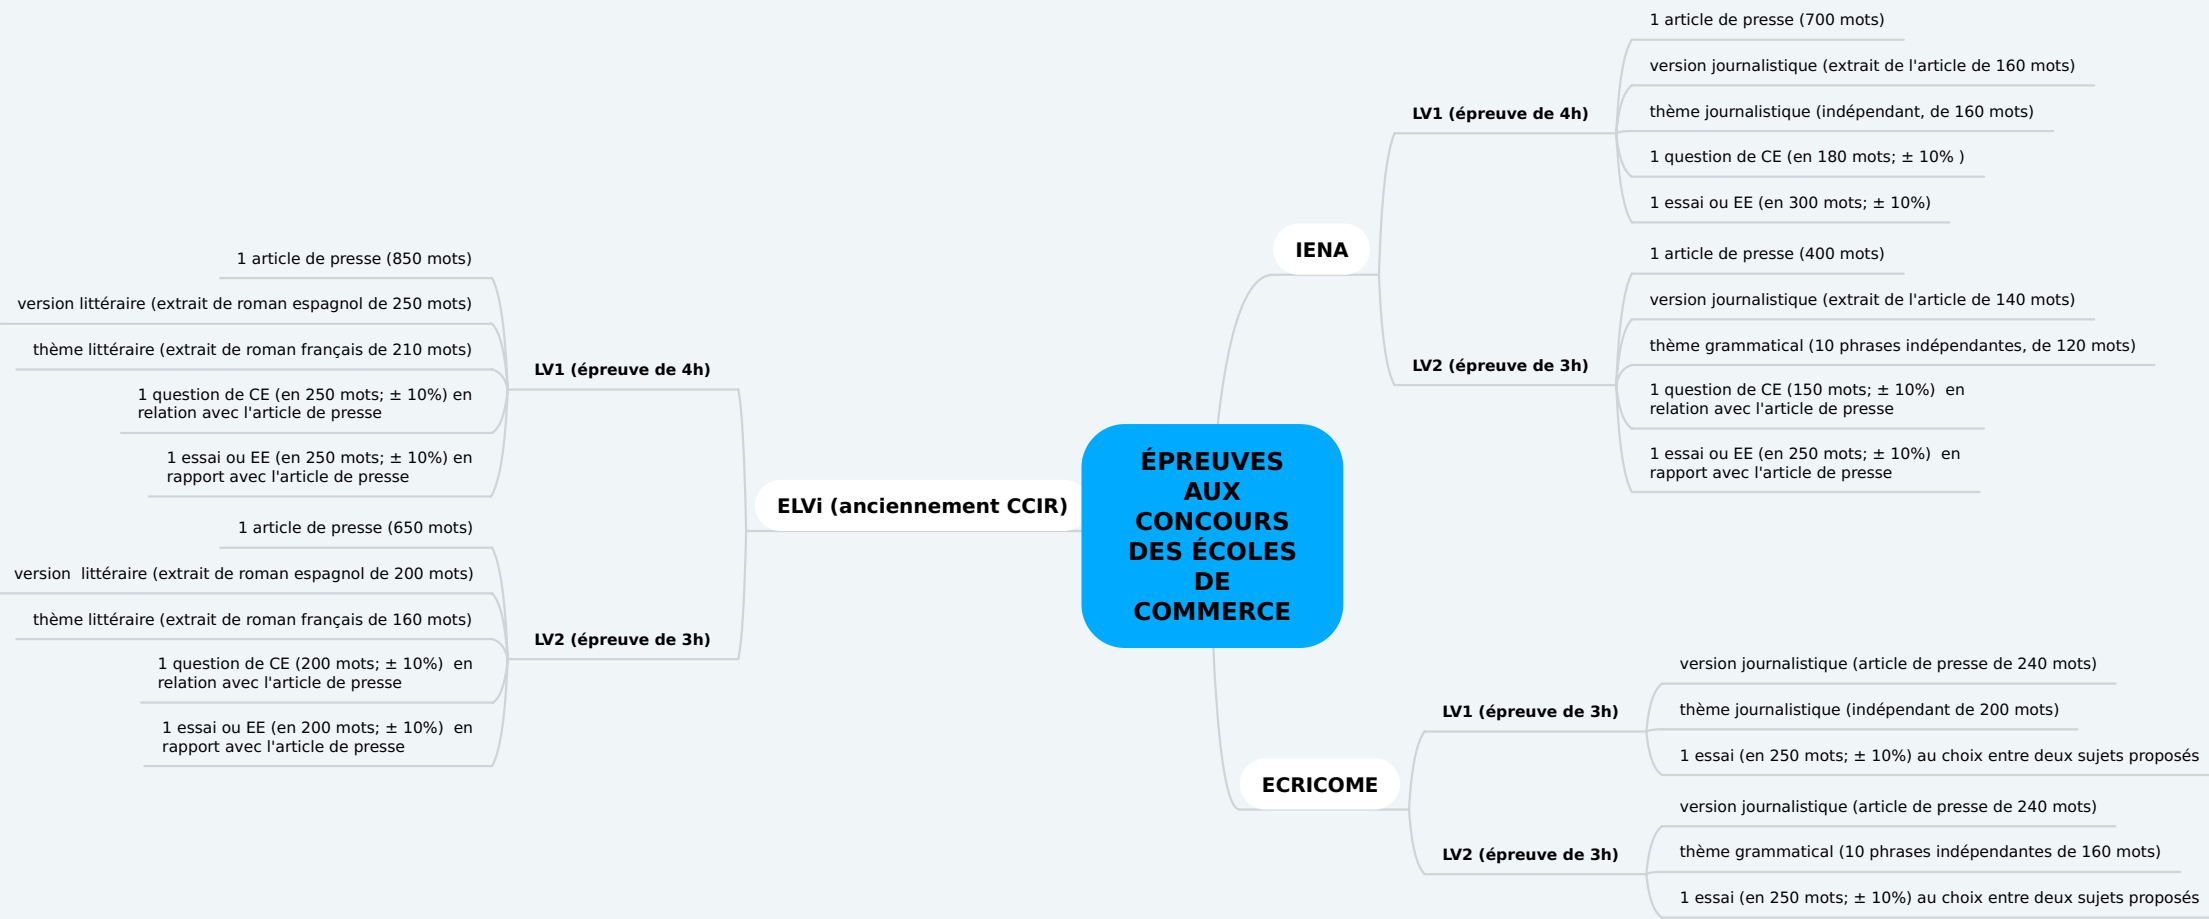 ÉPREUVES
AUX
CONCOURS
DES ÉCOLES
DE
COMMERCE
IENA
LV1 (épreuve de 4h)
1 article de presse (700 mots)
version journalistique (extrait de l'article de 160 mots)
thème journalistique (indépendant, de 160 mots)
1 question de CE (en 180 mots; ± 10% )
1 essai ou EE (en 300 mots; ± 10%)
LV2 (épreuve de 3h)
1 article de presse (400 mots)
version journalistique (extrait de l'article de 140 mots)
thème grammatical (10 phrases indépendantes, de 120 mots)
1 question de CE (150 mots; ± 10%)  en
relation avec l'article de presse
1 essai ou EE (en 250 mots; ± 10%)  en
rapport avec l'article de presse
ECRICOME
LV1 (épreuve de 3h)
version journalistique (article de presse de 240 mots)
thème journalistique (indépendant de 200 mots)
1 essai (en 250 mots; ± 10%) au choix entre deux sujets proposés
LV2 (épreuve de 3h)
version journalistique (article de presse de 240 mots)
thème grammatical (10 phrases indépendantes de 160 mots)
1 essai (en 250 mots; ± 10%) au choix entre deux sujets proposés
ELVi (anciennement CCIR)
LV1 (épreuve de 4h)
1 article de presse (850 mots)
version littéraire (extrait de roman espagnol de 250 mots)
thème littéraire (extrait de roman français de 210 mots)
1 question de CE (en 250 mots; ± 10%) en
relation avec l'article de presse
1 essai ou EE (en 250 mots; ± 10%) en
rapport avec l'article de presse
LV2 (épreuve de 3h)
1 article de presse (650 mots)
version  littéraire (extrait de roman espagnol de 200 mots)
thème littéraire (extrait de roman français de 160 mots)
1 question de CE (200 mots; ± 10%)  en
relation avec l'article de presse
1 essai ou EE (en 200 mots; ± 10%)  en
rapport avec l'article de presse